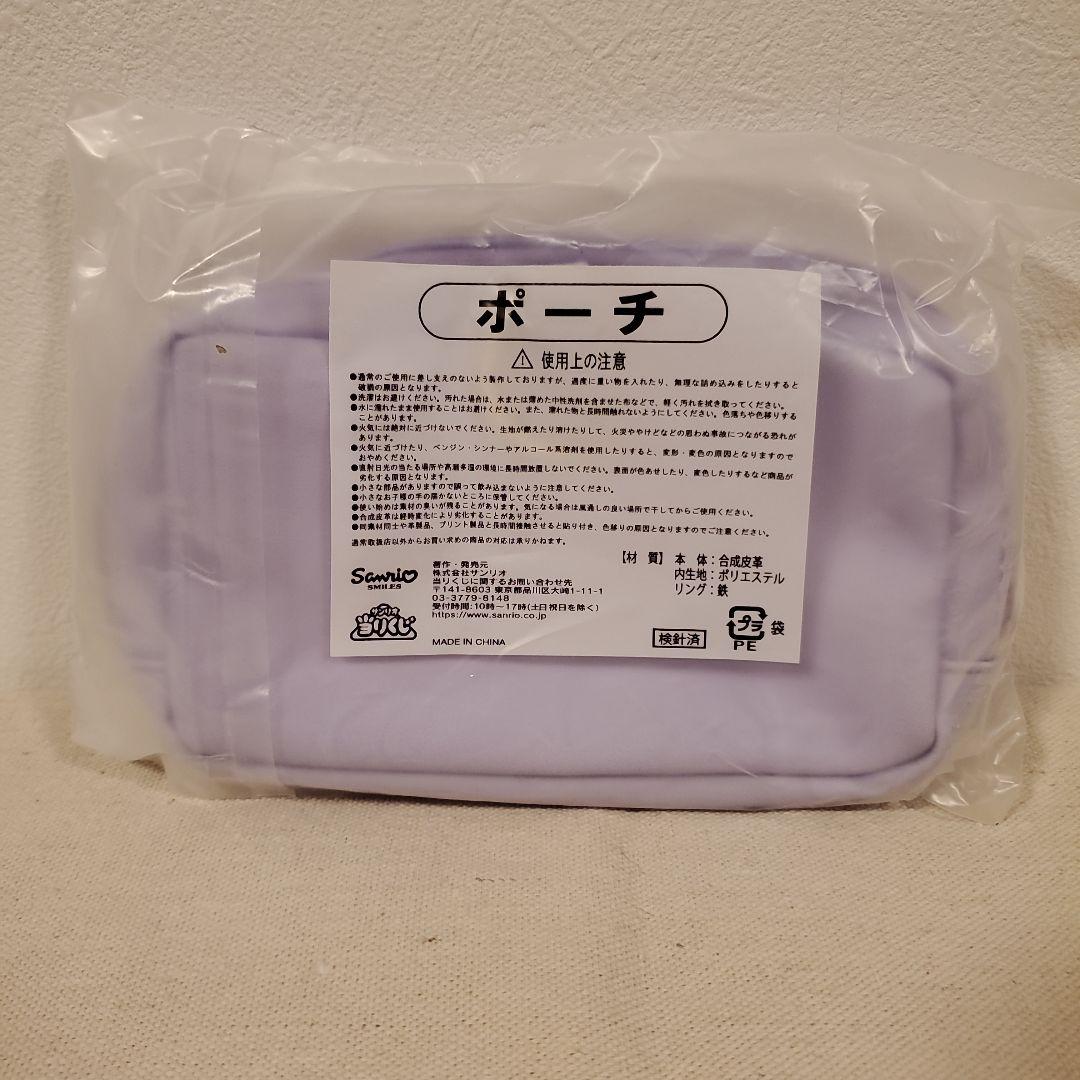 ポーチ
⚠ 使用上の注意
●通常のご使用に差し支えのないよう製作しておりますが、過度に重い物を入れたり、無理な詰め込みをしたりすると
破損の原因となります。
●洗濯はお避けください。汚れた場合は、水または薄めた中性洗剤を含ませた布などで、軽く汚れを拭き取ってください。
●水に濡れたまま使用することはお避けください。また、濡れた物と長時間触れないようにしてください。色落ちや色移りする
ことがあります。
●火気には絶対に近づけないでください。生地が燃えたり溶けたりして、火災ややけどなどの思わぬ事故につながる恐れが
あります。
●火気に近づけたり、ベンジン・シンナーやアルコール系溶剤を使用したりすると、変形・変色の原因となりますので
おやめください。
●直射日光の当たる場所や高温多湿の環境に長時間放置しないでください。表面が色あせしたり、変色したりするなど商品が
劣化する原因となります。
●小さな部品がありますので誤って飲み込まないように注意してください。
●小さなお子様の手の届かないところに保管してください。
●使い始めは素材の臭いが残ることがあります。気になる場合は風通しの良い場所で干してからご使用ください。
●合成皮革は経時変化により劣化することがあります。
●同素材同士や革製品、プリント製品と長時間接触させると貼り付き、色移りの原因となりますのでご注意ください。
通常取扱店以外からお買い求めの商品の対応は承りかねます。
【材 質】 本 体：合成皮革
内生地：ポリエステル
リング：鉄
Sanrio
SMILES
サンリオ
当りくじ
著作・発売元
株式会社サンリオ
当りくじに関するお問い合わせ先
〒141-8603 東京都品川区大崎1-11-1
03-3779-8148
受付時間:10時〜17時(土日祝日を除く)
https://www.sanrio.co.jp
MADE IN CHINA
検針済
プラ 袋
PE